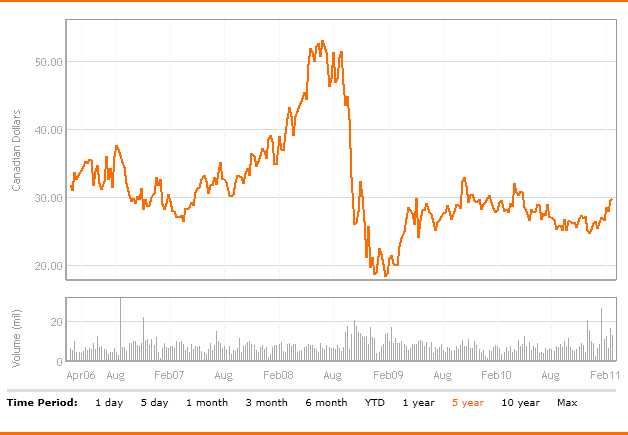 50.00
40.00
30.00
20.00
Canadian Dollars
20
0
Volume (mil)
Apr06 Aug Feb07 Aug Feb08 Aug Feb09 Aug Feb10 Aug Feb11
Time Period: 1 day 5 day 1 month 3 month 6 month YTD 1 year 5 year 10 year Max